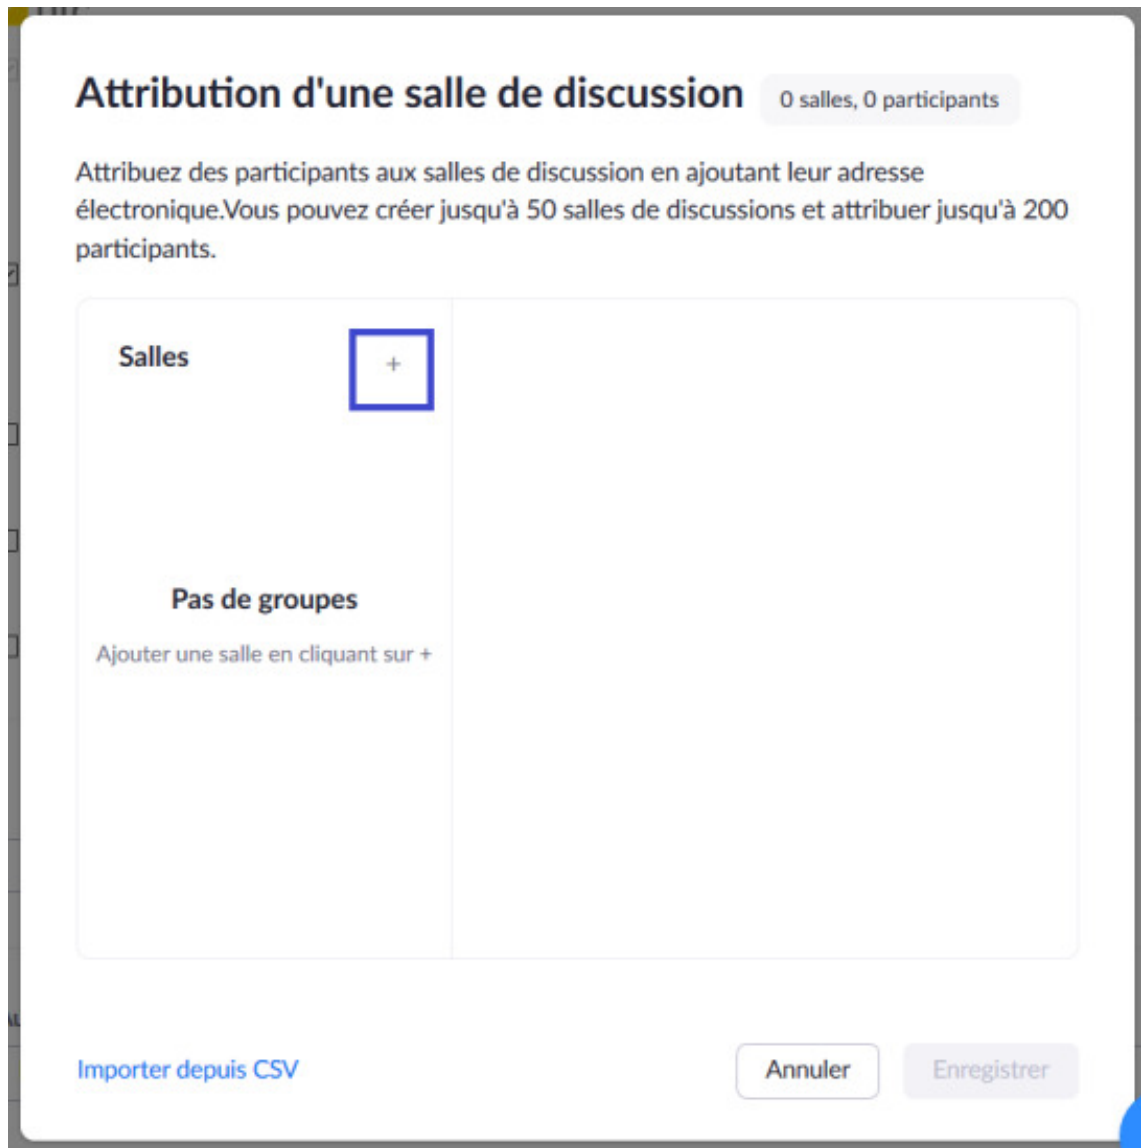 Attribution d'une salle de discussion
0 salles, 0 participants
Attribuez des participants aux salles de discussion en ajoutant leur adresse
électronique.Vous pouvez créer jusqu'à 50 salles de discussions et attribuer jusqu'à 200
participants.
Salles
+
Pas de groupes
Ajouter une salle en cliquant sur +
Importer depuis CSV
Annuler
Enregistrer